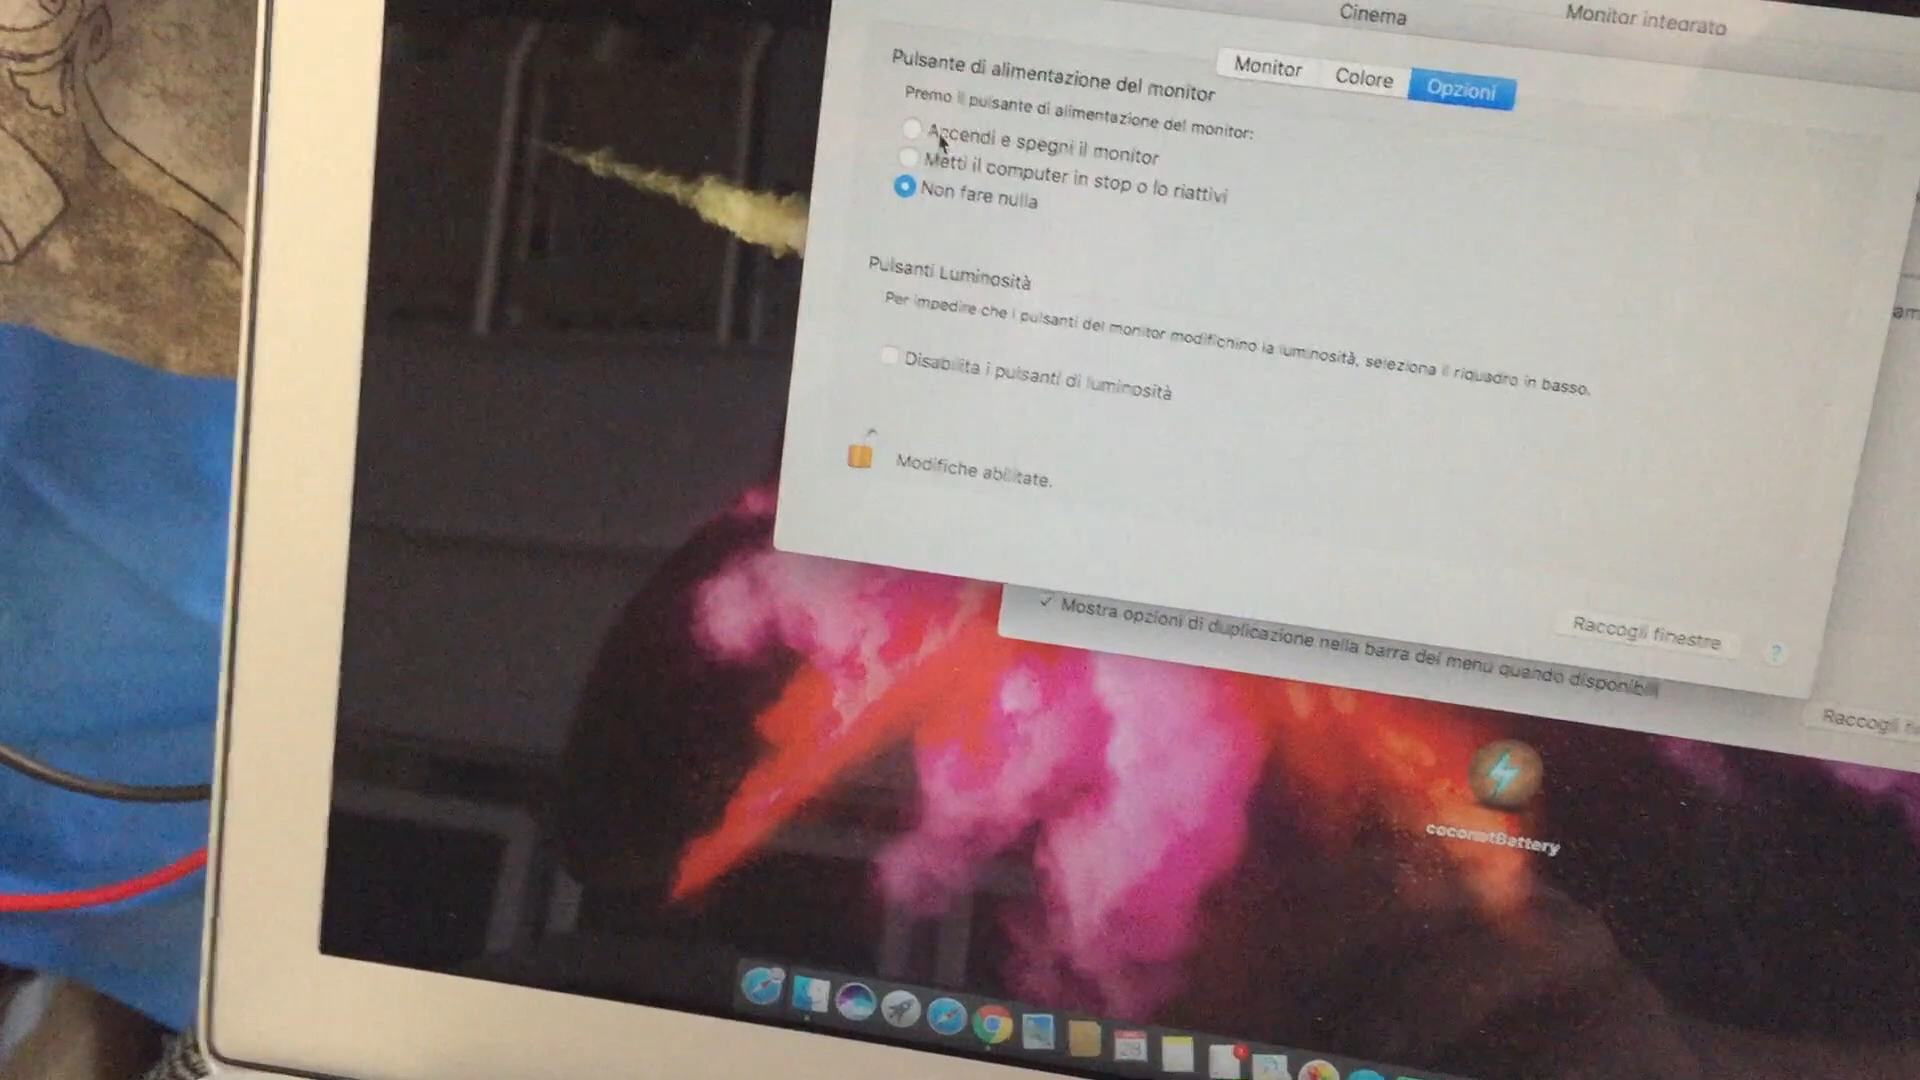 Cinema
Monitor integrato
Monitor
Colore
Opzioni
Pulsante di alimentazione del monitor
Premo il pulsante di alimentazione del monitor:
Accendi e spegni il monitor
Metti il computer in stop o lo riattivi
Non fare nulla
Pulsanti Luminosità
Per impedire che i pulsanti del monitor modifichino la luminosità, seleziona il riquadro in basso.
Disabilita i pulsanti di luminosità
Modifiche abilitate.
Raccogli finestre
?
Mostra opzioni di duplicazione nella barra dei menu quando disponibili
Raccogli
coconutBattery